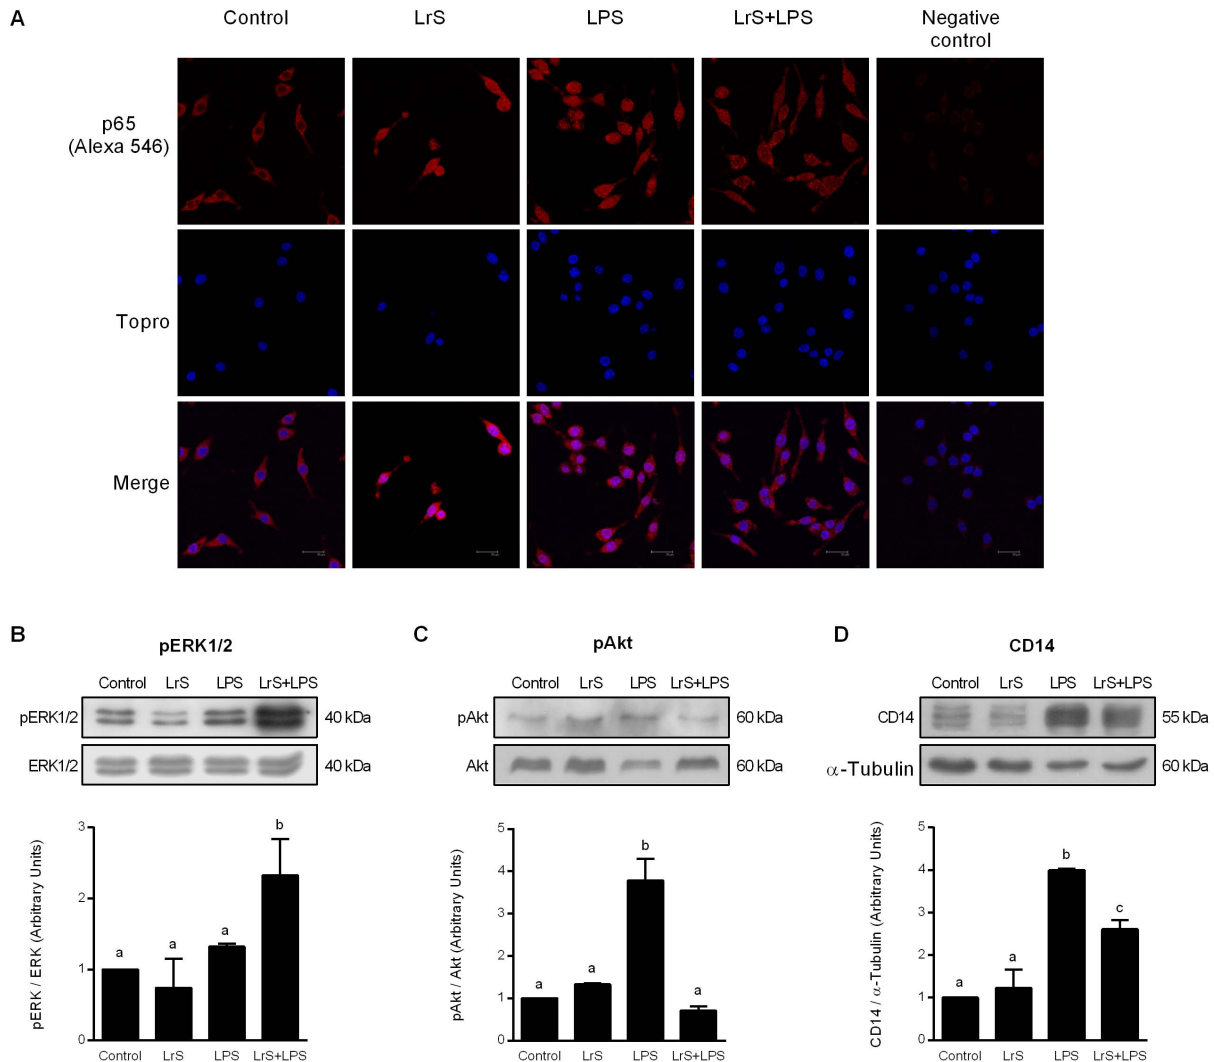 A
Control
LrS
LPS
LrS+LPS
Negative
control
p65
(Alexa 546)
Topro
Merge
B
pERK1/2
Control
LrS
LPS
LrS+LPS
pERK1/2
40 kDa
ERK1/2
40 kDa
pERK / ERK (Arbitrary Units)
3
2
1
0
a
a
a
b
Control
LrS
LPS
LrS+LPS
C
pAkt
Control
LrS
LPS
LrS+LPS
pAkt
60 kDa
Akt
60 kDa
pAkt / Akt (Arbitrary Units)
5
4
3
2
1
0
a
a
b
a
Control
LrS
LPS
LrS+LPS
D
CD14
Control
LrS
LPS
LrS+LPS
CD14
55 kDa
α-Tubulin
60 kDa
CD14 / α-Tubulin (Arbitrary Units)
5
4
3
2
1
0
a
a
b
c
Control
LrS
LPS
LrS+LPS